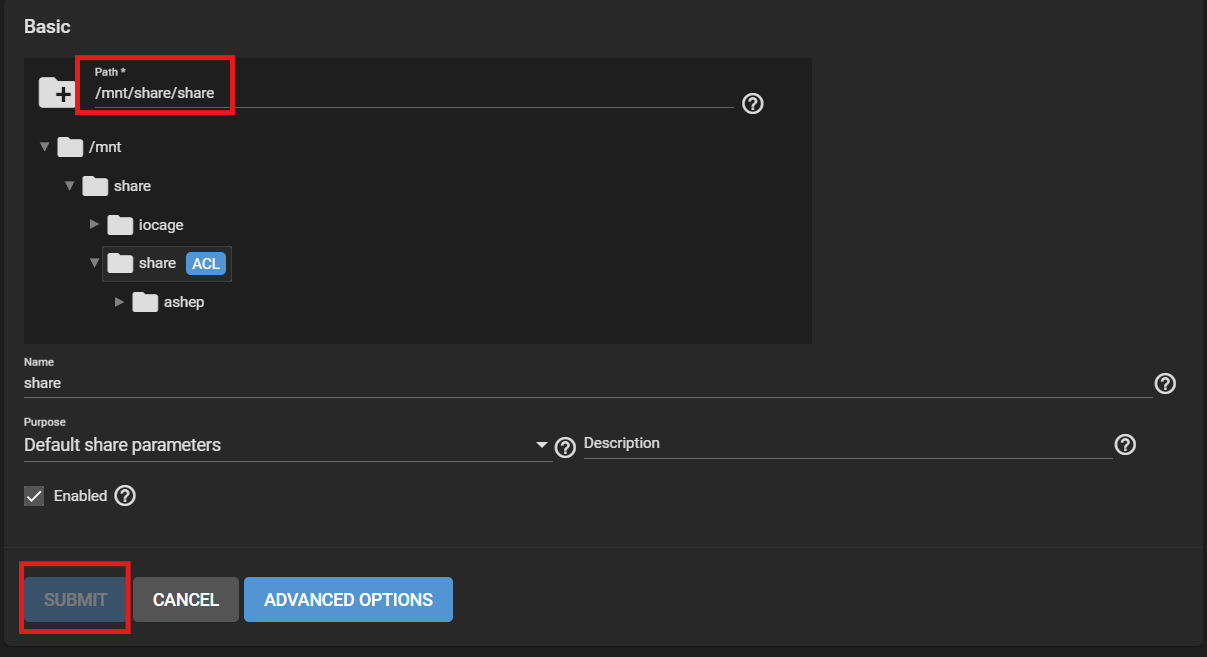 Basic
Path *
/mnt/share/share
/mnt
share
iocage
share ACL
ashep
Name
share
Purpose
Default share parameters
Description
Enabled
SUBMIT CANCEL ADVANCED OPTIONS